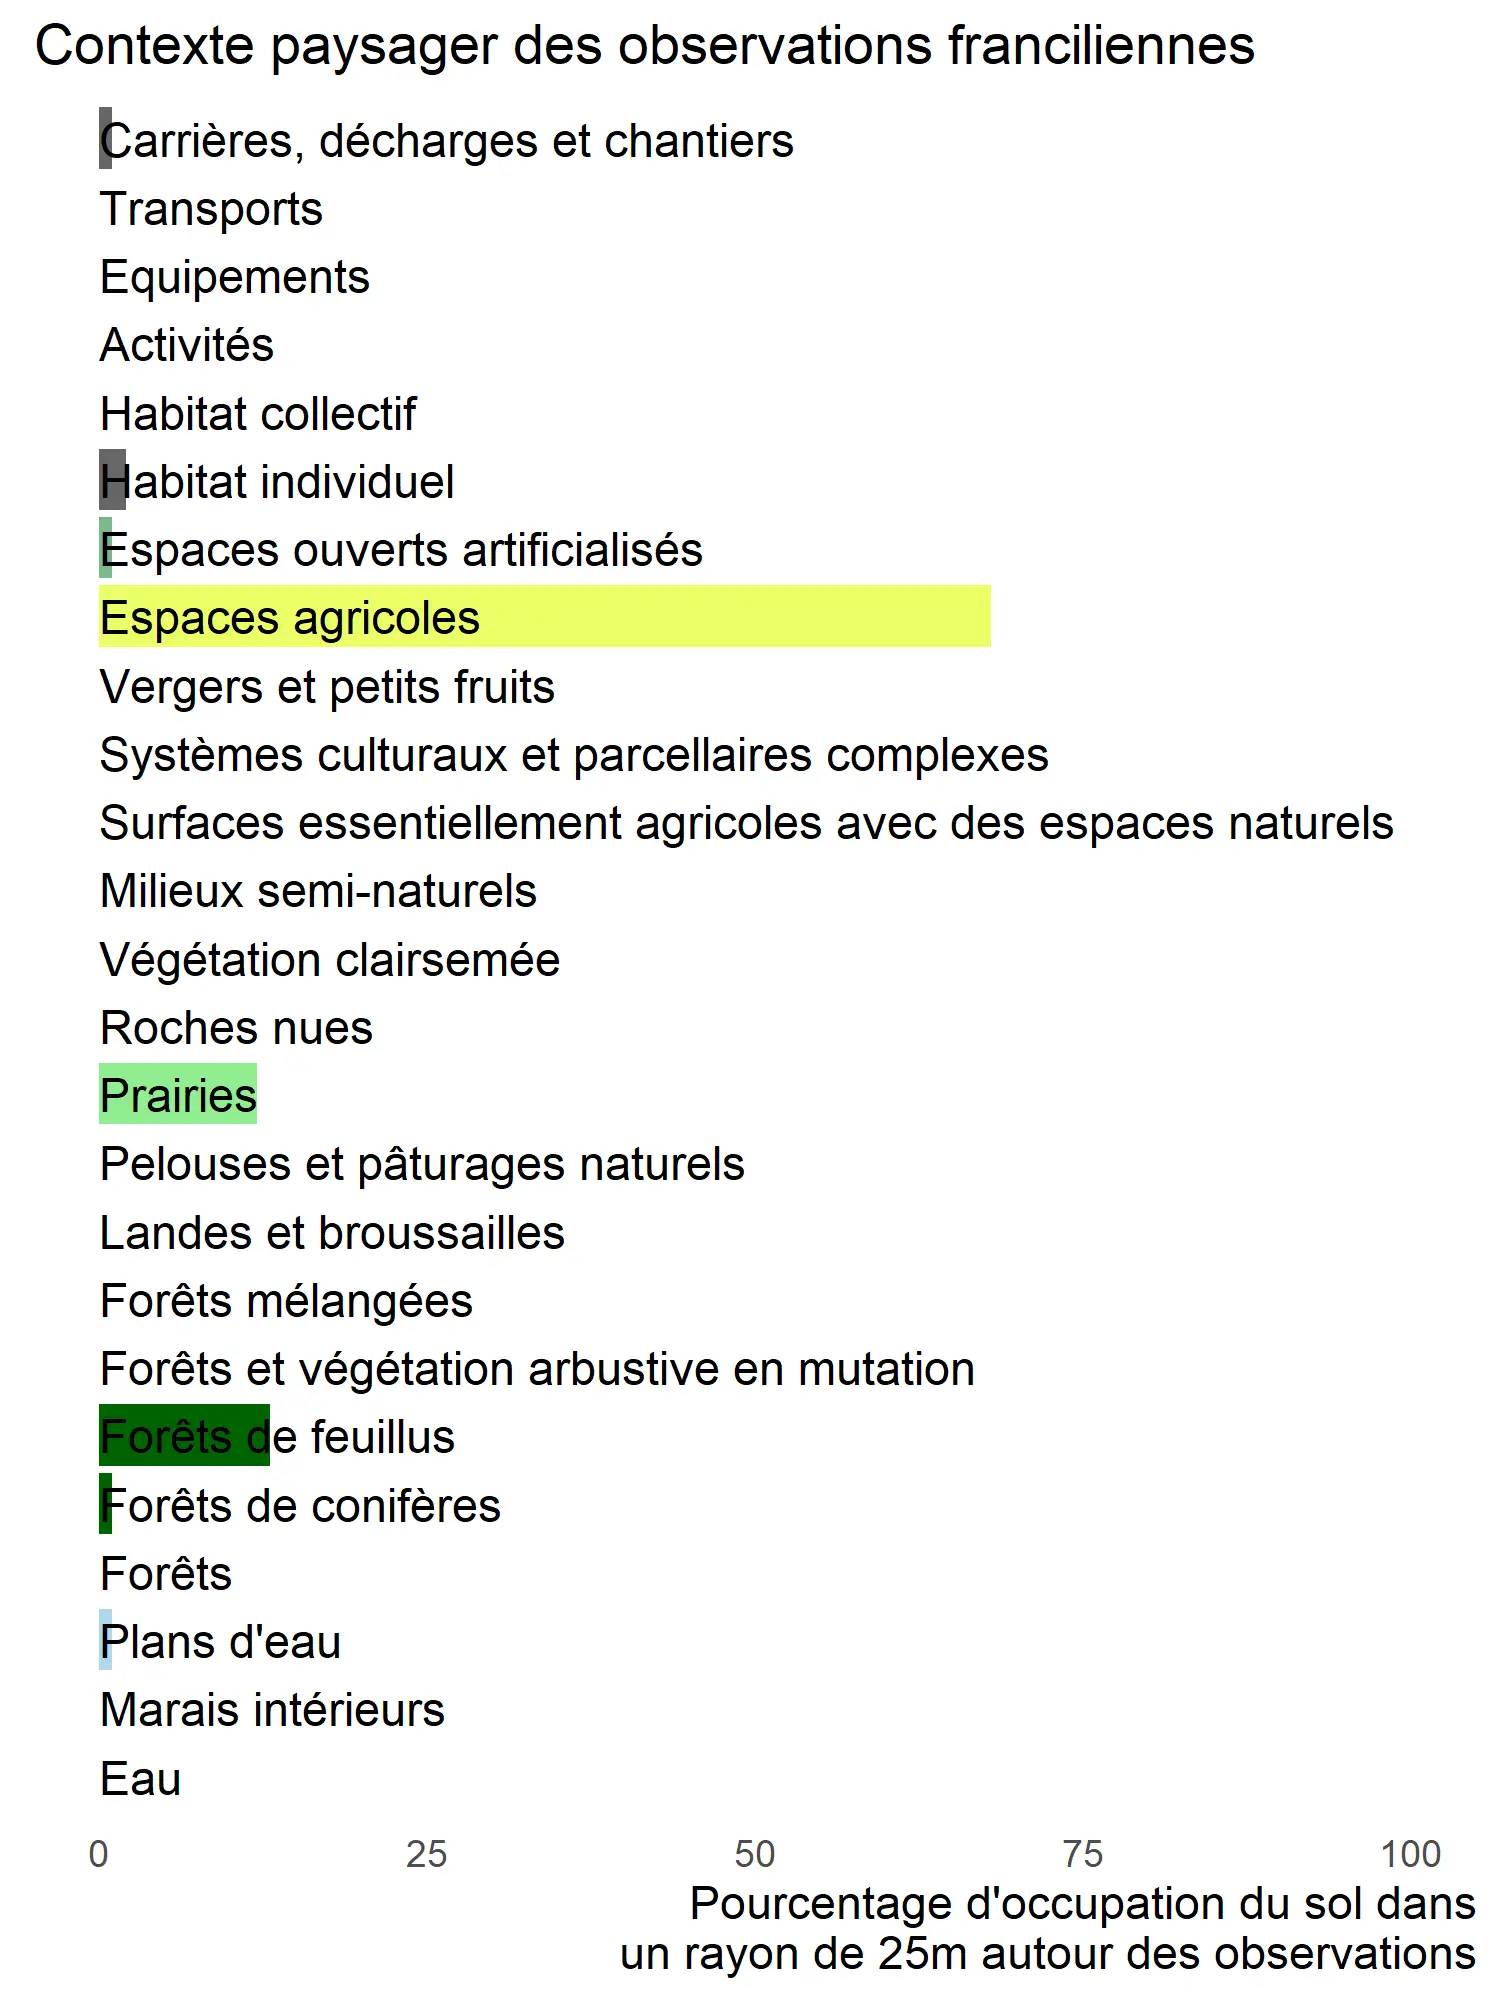 Contexte paysager des observations franciliennes
Carrières, décharges et chantiers
Transports
Equipements
Activités
Habitat collectif
Habitat individuel
Espaces ouverts artificialisés
Espaces agricoles
Vergers et petits fruits
Systèmes culturaux et parcellaires complexes
Surfaces essentiellement agricoles avec des espaces naturels
Milieux semi-naturels
Végétation clairsemée
Roches nues
Prairies
Pelouses et pâturages naturels
Landes et broussailles
Forêts mélangées
Forêts et végétation arbustive en mutation
Forêts de feuillus
Forêts de conifères
Forêts
Plans d'eau
Marais intérieurs
Eau
0 25 50 75 100
Pourcentage d'occupation du sol dans
un rayon de 25m autour des observations